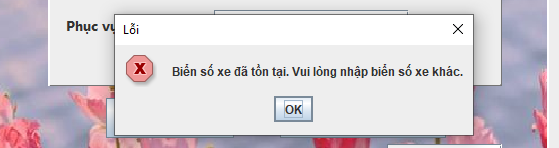 Lỗi
Phục vụ
Biển số xe đã tồn tại. Vui lòng nhập biển số xe khác.
OK